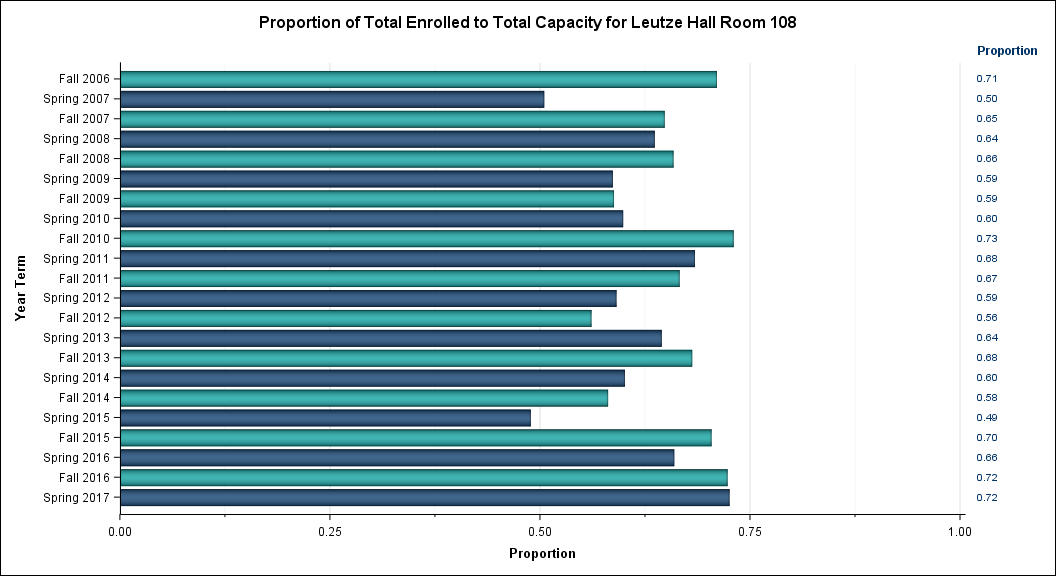 Proportion of Total Enrolled to Total Capacity for Leutze Hall Room 108
Proportion
Fall 2006 0.71
Spring 2007 0.50
Fall 2007 0.65
Spring 2008 0.64
Fall 2008 0.66
Spring 2009 0.59
Fall 2009 0.59
Spring 2010 0.60
Fall 2010 0.73
Spring 2011 0.68
Fall 2011 0.67
Spring 2012 0.59
Fall 2012 0.56
Spring 2013 0.64
Fall 2013 0.68
Spring 2014 0.60
Fall 2014 0.58
Spring 2015 0.49
Fall 2015 0.70
Spring 2016 0.66
Fall 2016 0.72
Spring 2017 0.72
Year Term
0.00 0.25 0.50 0.75 1.00
Proportion